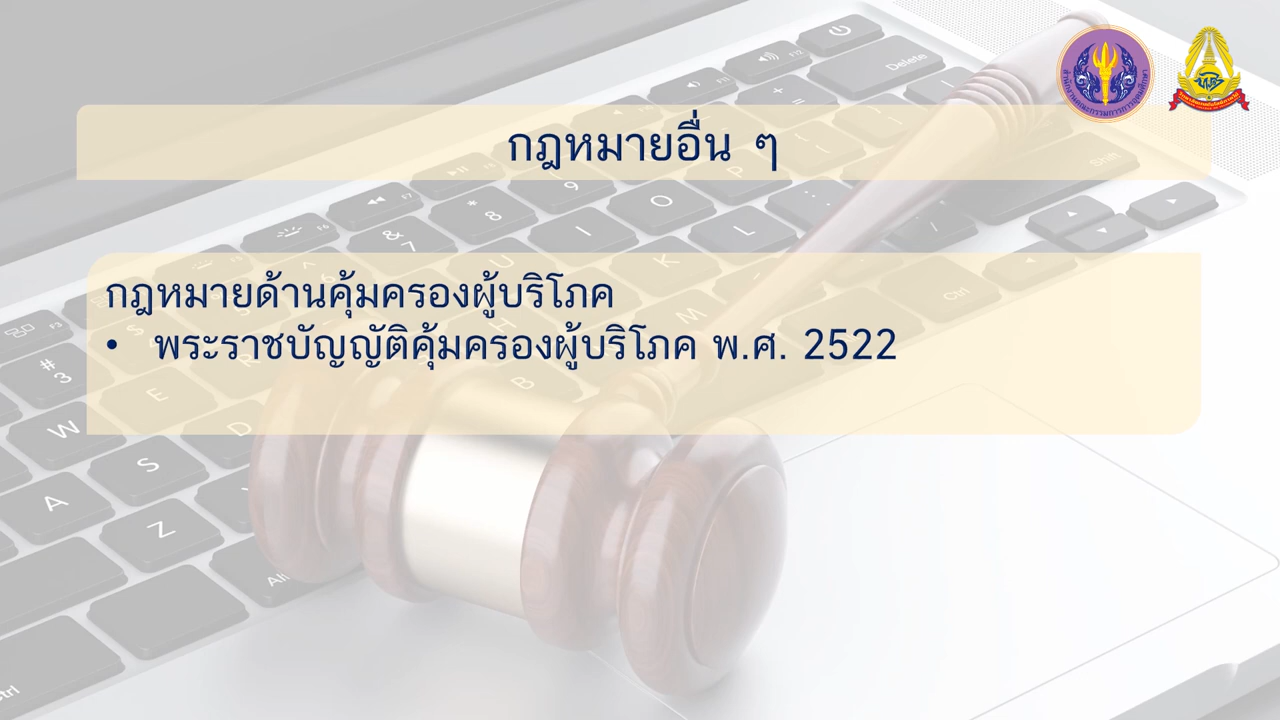 กฎหมายอื่น ๆ
กฎหมายด้านคุ้มครองผู้บริโภค
• พระราชบัญญัติคุ้มครองผู้บริโภค พ.ศ. 2522